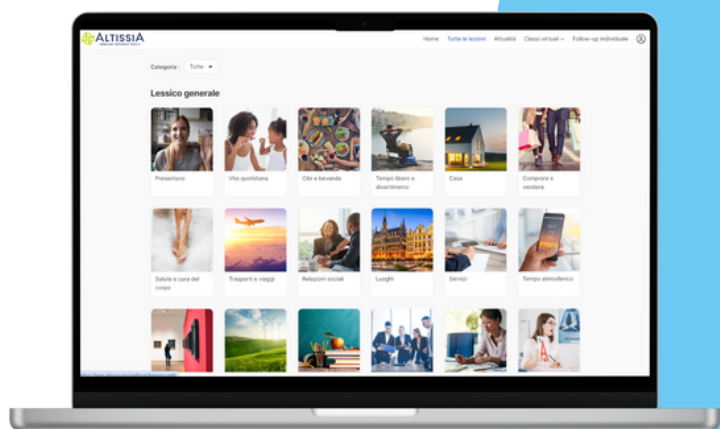 ALTISSIA
Home Tutte le lezioni Attualità Classi virtuali Follow-up individuale
Categoria : Tutte
Lessico generale
Presentarsi
Vita quotidiana
Cibi e bevande
Tempo libero e
divertimento
Casa
Comprare e
vendere
Salute e cura del
corpo
Trasporti e viaggi
Relazioni sociali
Luoghi
Servizi
Tempo atmosferico